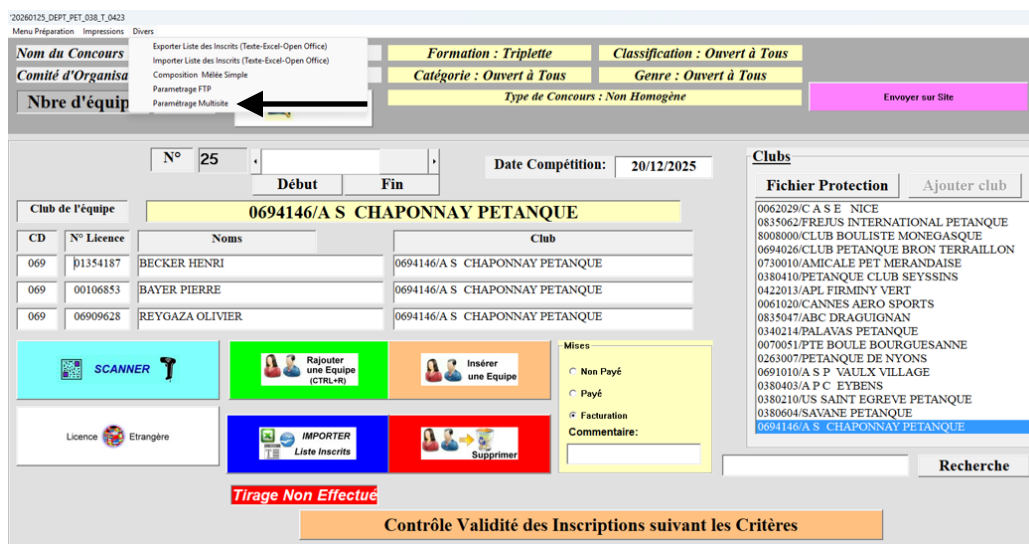 '20260125_DEPT_PET_038_T_0423
Menu Préparation Impressions Divers
Exporter Liste des Inscrits (Texte-Excel-Open Office)
Importer Liste des Inscrits (Texte-Excel-Open Office)
Composition Mêlée Simple
Parametrage FTP
Paramétrage Multisite
Nom du Concours
Formation : Triplette
Classification : Ouvert à Tous
Comité d'Organisa
Catégorie : Ouvert à Tous
Genre : Ouvert à Tous
Nbre d'équip
Type de Concours : Non Homogène
Envoyer sur Site
N° 25
Début Fin
Date Compétition: 20/12/2025
Club de l'équipe
0694146/A S CHAPONNAY PETANQUE
CD N° Licence Noms Club
069 01354187 BECKER HENRI 0694146/A S CHAPONNAY PETANQUE
069 00106853 BAYER PIERRE 0694146/A S CHAPONNAY PETANQUE
069 06909628 REYGAZA OLIVIER 0694146/A S CHAPONNAY PETANQUE
Clubs
Fichier Protection Ajouter club
0062029/C A S E NICE
0835062/FREJUS INTERNATIONAL PETANQUE
8008000/CLUB BOULISTE MONEGASQUE
0694026/CLUB PETANQUE BRON TERRAILLON
0730010/AMICALE PET MERANDAISE
0380410/PETANQUE CLUB SEYSSINS
0422013/APL FIRMINY VERT
0061020/CANNES AERO SPORTS
0835047/ABC DRAGUIGNAN
0340214/PALAVAS PETANQUE
0070051/PTE BOULE BOURGUESANNE
0263007/PETANQUE DE NYONS
0691010/A S P VAULX VILLAGE
0380403/A P C EYBENS
0380210/US SAINT EGREVE PETANQUE
0380604/SAVANE PETANQUE
0694146/A S CHAPONNAY PETANQUE
Recherche
SCANNER
Rajouter
une Equipe
(CTRL+R)
Insérer
une Equipe
Mises
Non Payé
Payé
Facturation
Commentaire:
Licence Etrangère
IMPORTER
Liste Inscrits
Supprimer
Tirage Non Effectué
Contrôle Validité des Inscriptions suivant les Critères